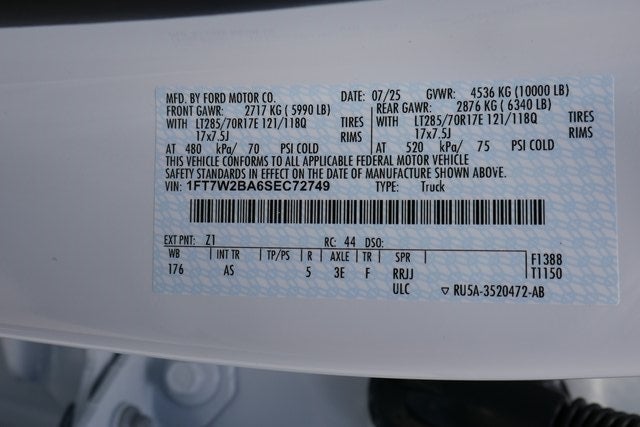 MFD. BY FORD MOTOR CO. DATE: 07/25 GVWR: 4536 KG (10000 LB)
FRONT GAWR: 2717 KG ( 5990 LB) REAR GAWR: 2876 KG ( 6340 LB)
WITH LT285/70R17E 121/118Q TIRES WITH LT285/70R17E 121/118Q TIRES
17x7.5J RIMS 17x7.5J RIMS
AT 480 kPa/ 70 PSI COLD AT 520 kPa/ 75 PSI COLD
THIS VEHICLE CONFORMS TO ALL APPLICABLE FEDERAL MOTOR VEHICLE
SAFETY STANDARDS IN EFFECT ON THE DATE OF MANUFACTURE SHOWN ABOVE.
VIN: 1FT7W2BA6SEC72749 TYPE: Truck
EXT PNT: Z1 RC: 44 DSO:
WB INT TR TP/PS R AXLE TR SPR F1388
176 AS 5 3E F RRJJ T1150
ULC ▽ RU5A-3520472-AB